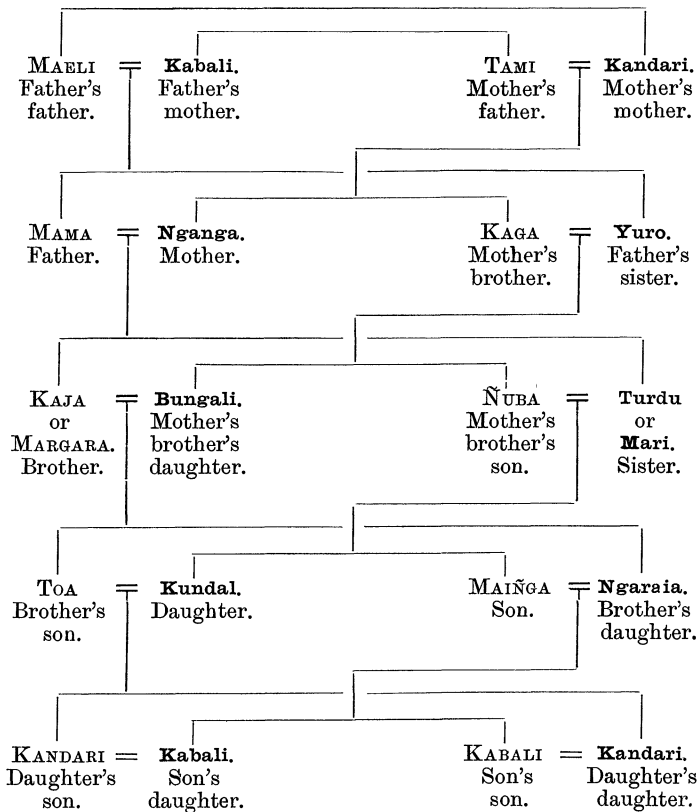 MAELI = Kabali. TAMI = Kandari.
Father's Father's Mother's Mother's
father. mother. father. mother.
MAMA = Nganga. KAGA = Yuro.
Father. Mother. Mother's Father's
brother. sister.
KAJA = Bungali. ÑUBA = Turdu
or Mother's Mother's or
MARGARA. brother's brother's Mari.
Brother. daughter. son. Sister.
TOA = Kundal. MAIÑGA = Ngaraia.
Brother's Daughter. Son. Brother's
son. daughter.
KANDARI = Kabali. KABALI = Kandari.
Daughter's Son's Son's Daughter's
son. daughter. son. daughter.